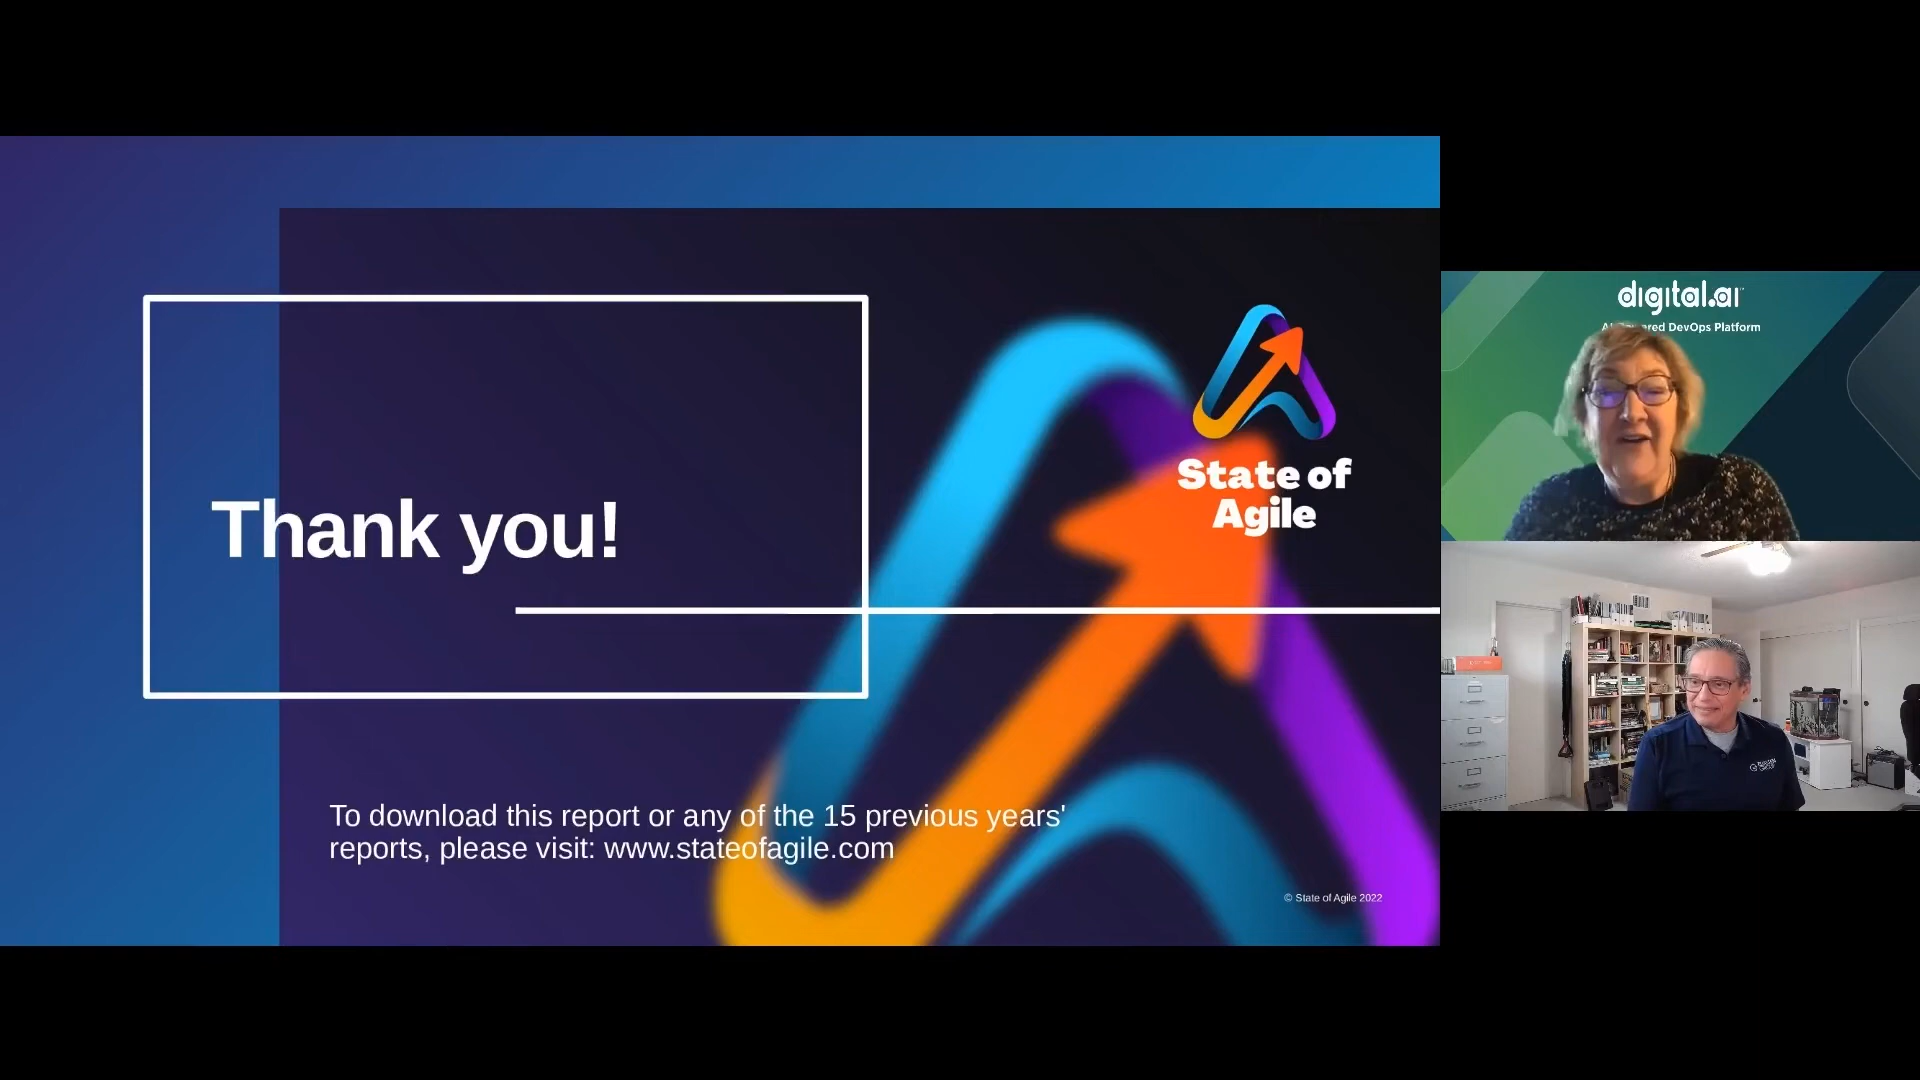 Thank you!
State of
Agile
To download this report or any of the 15 previous years'
reports, please visit: www.stateofagile.com
© State of Agile 2022
digital.ai
DevOps Platform